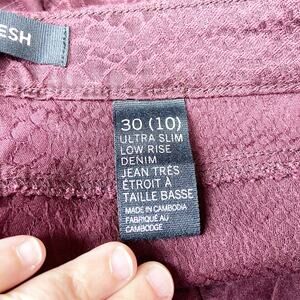 ESH
30 (10)
ULTRA SLIM
LOW RISE
DENIM
JEAN TRÈS
ÉTROIT À
TAILLE BASSE
MADE IN CAMBODIA
FABRIQUÉ AU
CAMBODGE